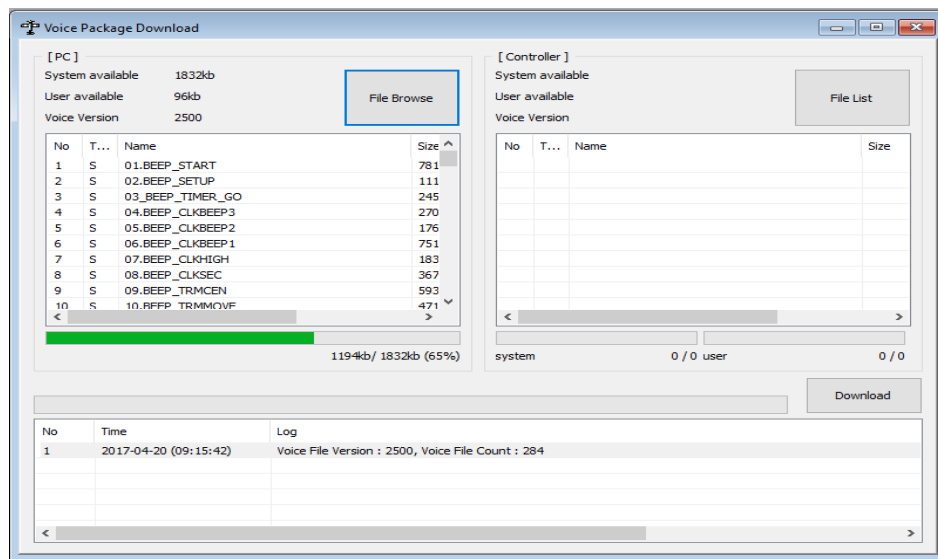 Voice Package Download
[ PC ]
System available 1832kb
User available 96kb
Voice Version 2500
File Browse
No T... Name Size
1 S 01.BEEP_START 781
2 S 02.BEEP_SETUP 111
3 S 03_BEEP_TIMER_GO 245
4 S 04.BEEP_CLKBEEP3 270
5 S 05.BEEP_CLKBEEP2 176
6 S 06.BEEP_CLKBEEP1 751
7 S 07.BEEP_CLKHIGH 183
8 S 08.BEEP_CLKSEC 367
9 S 09.BEEP_TRMCEN 593
10 S 10.BEEP_TRMMOVE 471
1194kb/ 1832kb (65%)
[ Controller ]
System available
User available
Voice Version
File List
No T... Name Size
system 0 / 0 user 0 / 0
Download
No Time Log
1 2017-04-20 (09:15:42) Voice File Version : 2500, Voice File Count : 284